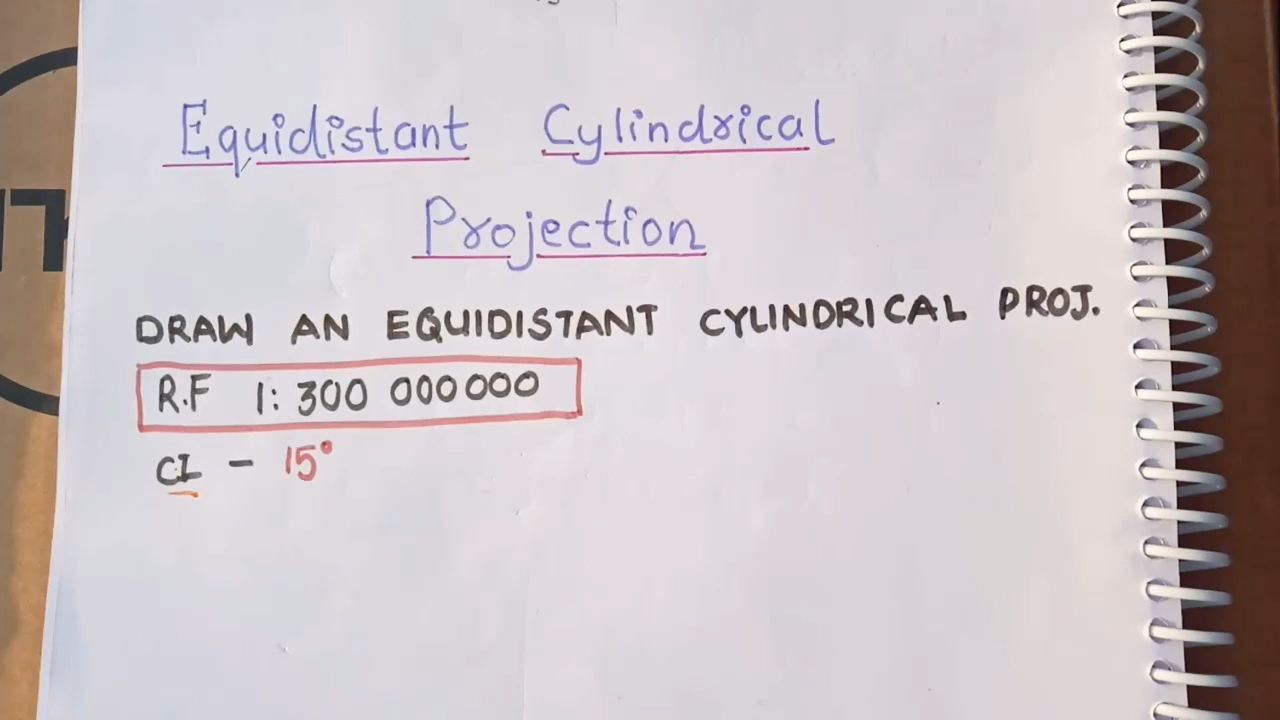 Equidistant Cylindrical
Projection
DRAW AN EQUIDISTANT CYLINDRICAL PROJ.
R.F 1: 300 000000
CI - 15°